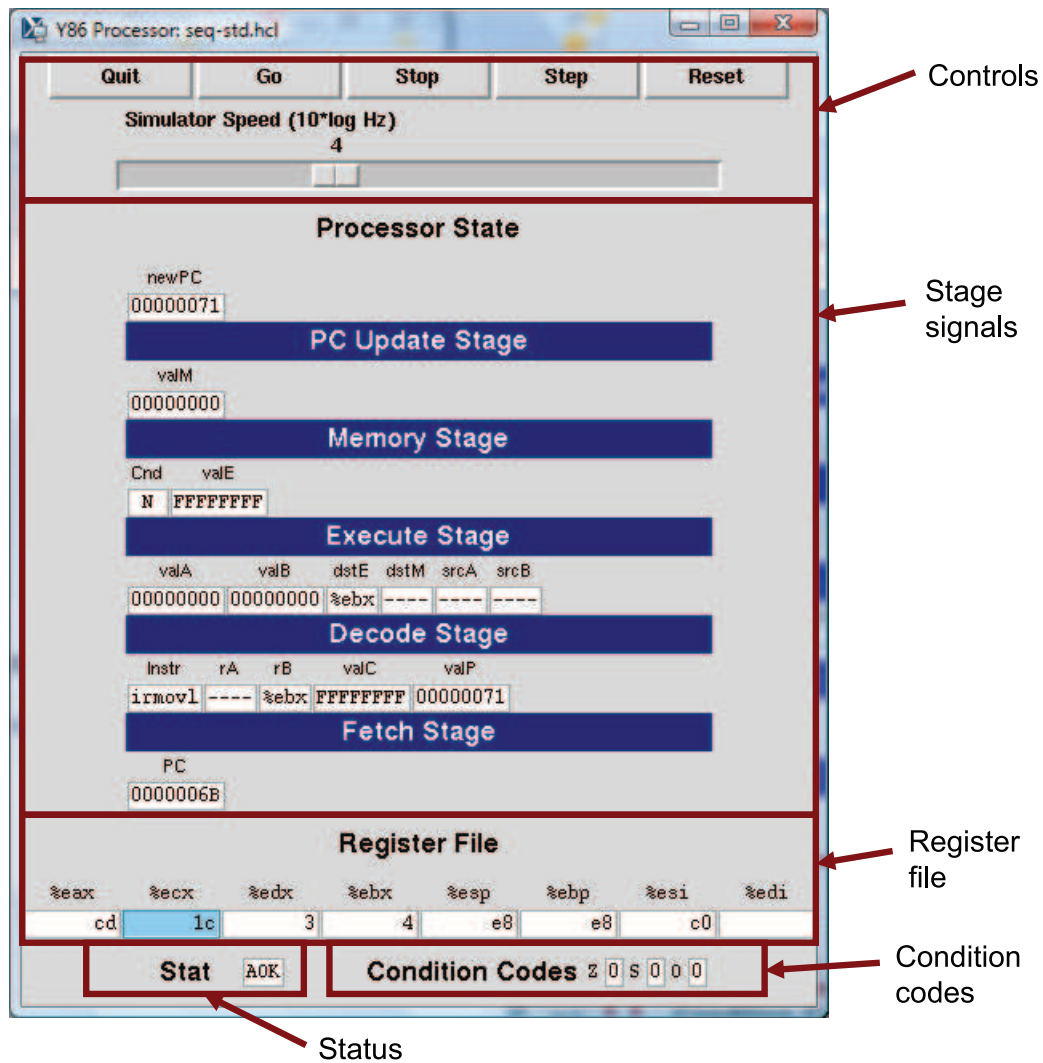 Y86 Processor: seq-std.hcl
Quit Go Stop Step Reset
Controls
Simulator Speed (10*log Hz)
4
Processor State
newPC
00000071
Stage
signals
PC Update Stage
valM
00000000
Memory Stage
Cnd valE
N FFFFFFFF
Execute Stage
valA valB dstE dstM srcA srcB
00000000 00000000 %ebx ---- ---- ----
Decode Stage
Instr rA rB valC valP
irmovl ---- %ebx FFFFFFFF 00000071
Fetch Stage
PC
0000006B
Register File
Register
file
%eax %ecx %edx %ebx %esp %ebp %esi %edi
cd 1c 3 4 e8 e8 c0
Stat AOK Condition Codes Z 0 S 0 O 0
Condition
codes
Status